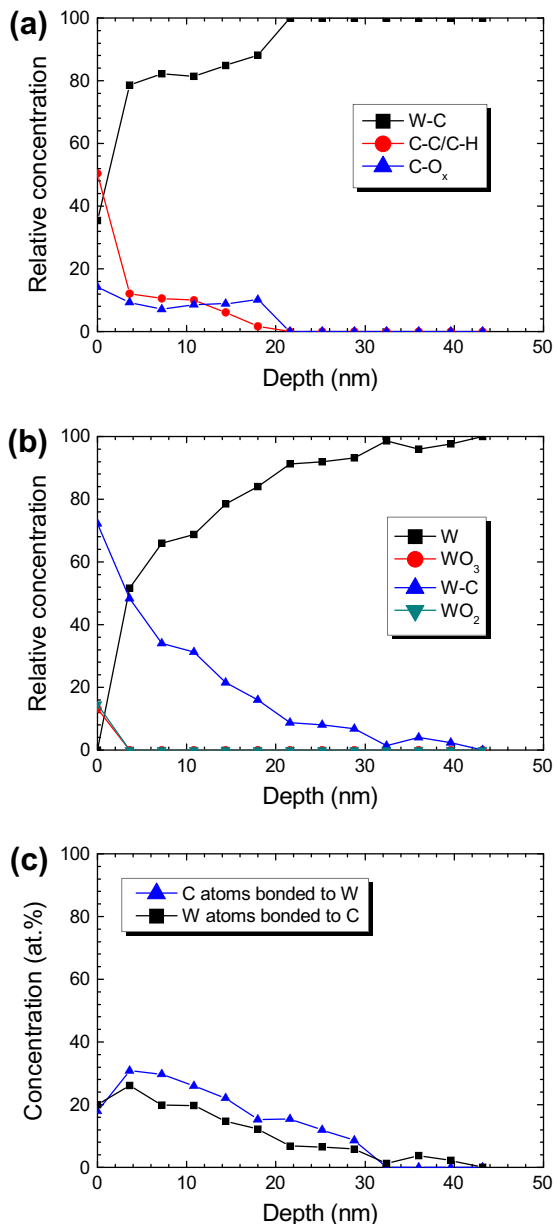 (a)
100
80
60
40
20
0
Relative concentration
W-C
C-C/C-H
C-Oₓ
0 10 20 30 40 50
Depth (nm)
(b)
100
80
60
40
20
0
Relative concentration
W
WO₃
W-C
WO₂
0 10 20 30 40 50
Depth (nm)
(c)
100
80
60
40
20
0
Concentration (at.%)
C atoms bonded to W
W atoms bonded to C
0 10 20 30 40 50
Depth (nm)